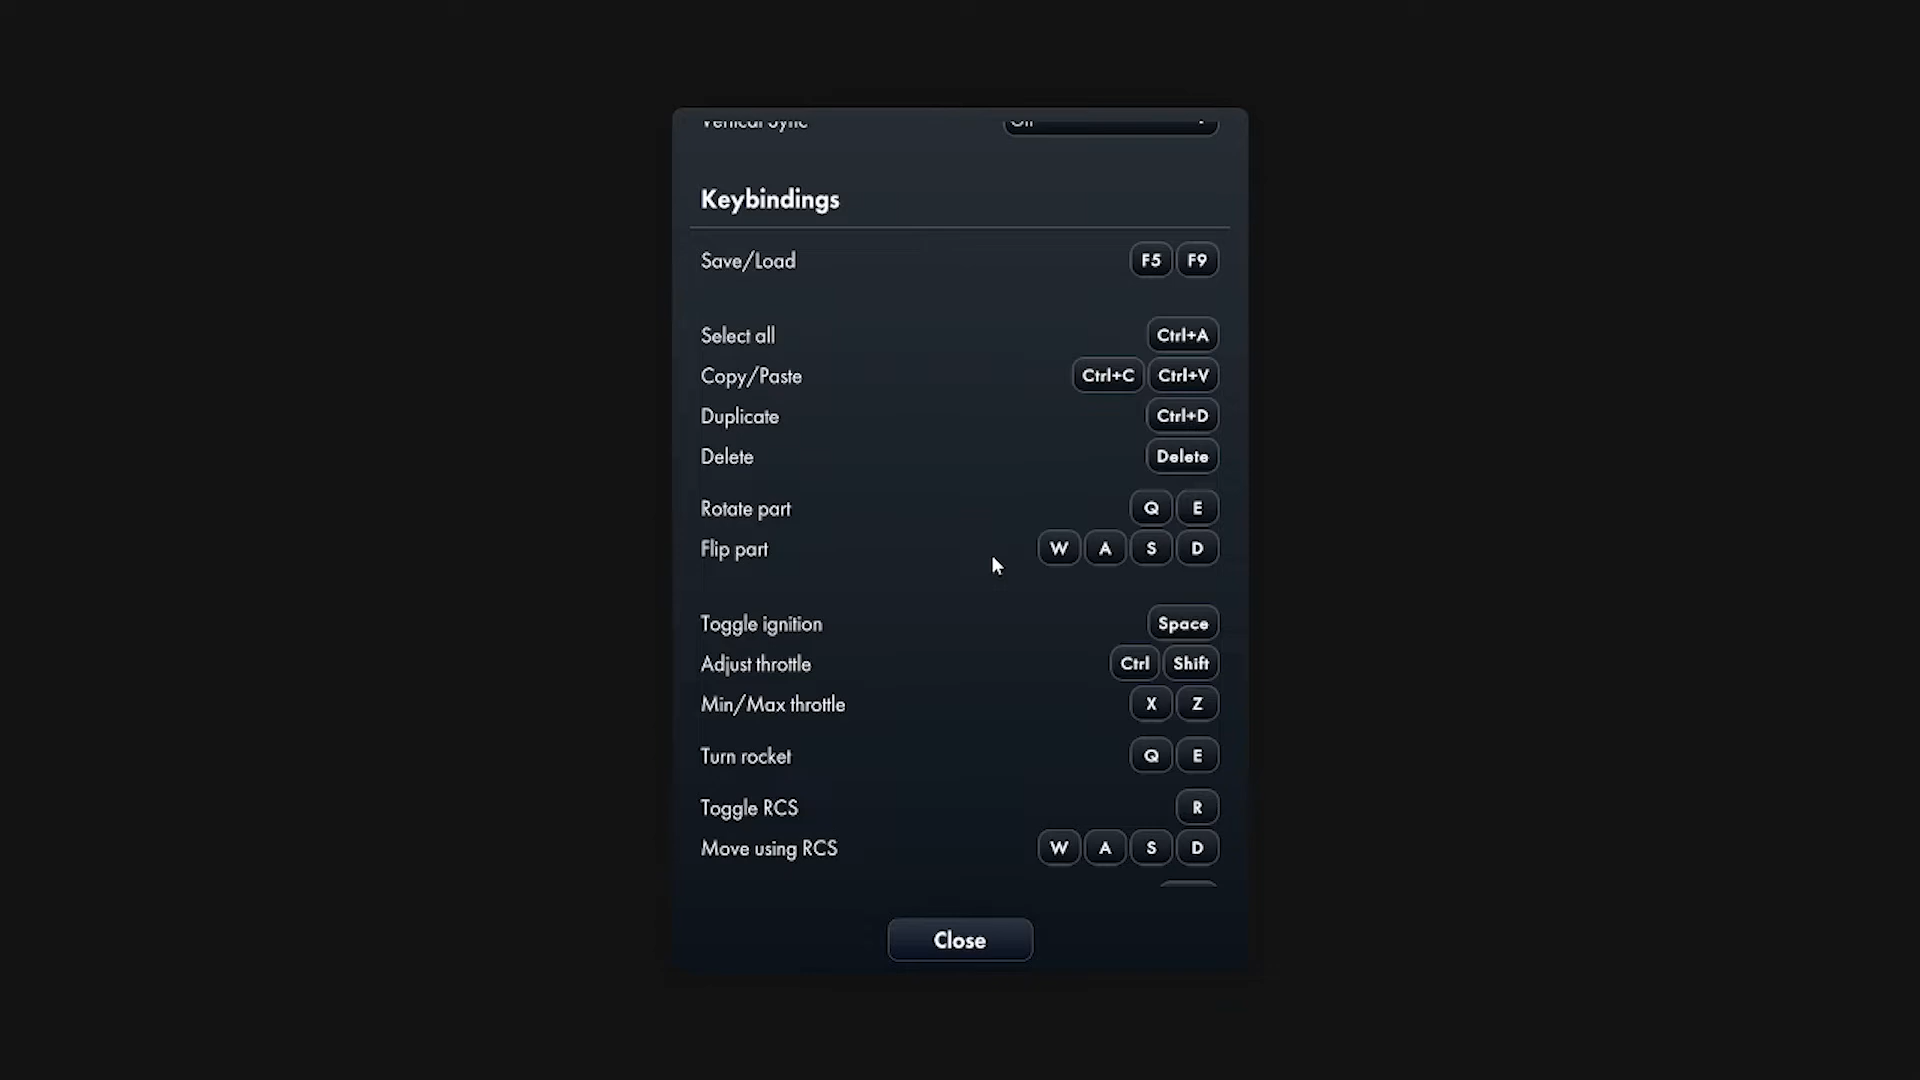 Vertical Sync
Keybindings
Save/Load F5 F9
Select all Ctrl+A
Copy/Paste Ctrl+C Ctrl+V
Duplicate Ctrl+D
Delete Delete
Rotate part Q E
Flip part W A S D
Toggle ignition Space
Adjust throttle Ctrl Shift
Min/Max throttle X Z
Turn rocket Q E
Toggle RCS R
Move using RCS W A S D
Close